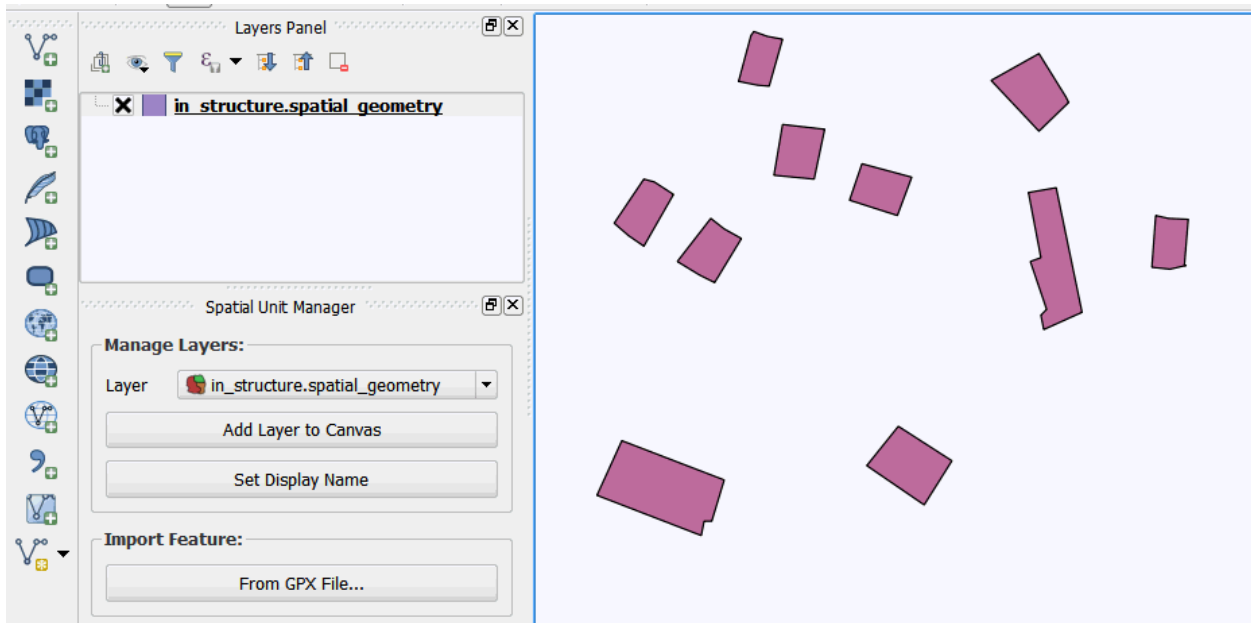 Layers Panel
in_structure.spatial_geometry
Spatial Unit Manager
Manage Layers:
Layer in_structure.spatial_geometry
Add Layer to Canvas
Set Display Name
Import Feature:
From GPX File...